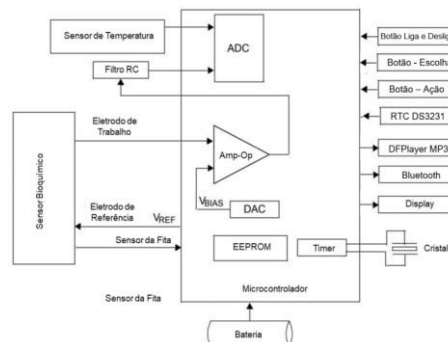 Sensor de Temperatura
ADC
Filtro RC
Eletrodo de
Trabalho
Amp-Op
Sensor Bioquímico
Eletrodo de
Referência
VREF
VBIAS
DAC
Sensor da Fita
EEPROM
Timer
Cristal
Sensor da Fita
Microcontrolador
Bateria
Botão Liga e Deslig
Botão - Escolh
Botão – Ação
RTC DS3231
DFPlayer MP3
Bluetooth
Display